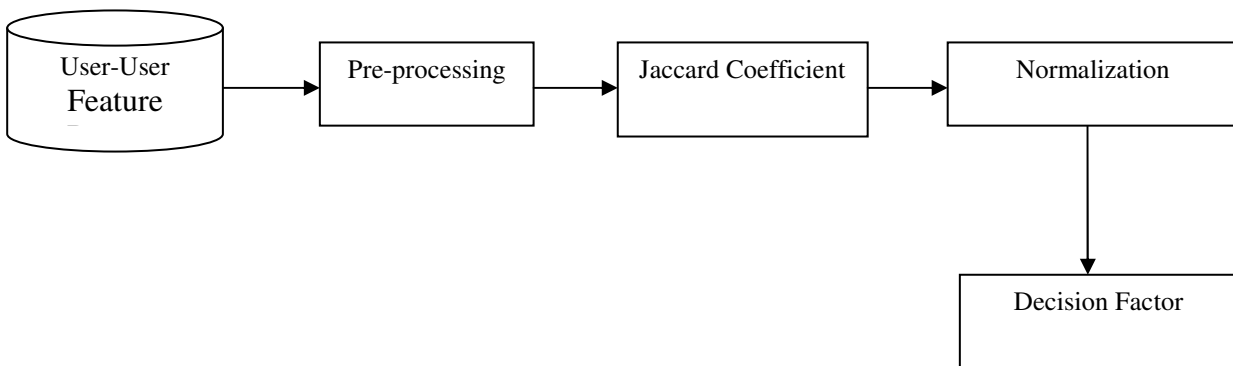 User-User
Feature
Pre-processing
Jaccard Coefficient
Normalization
Decision Factor